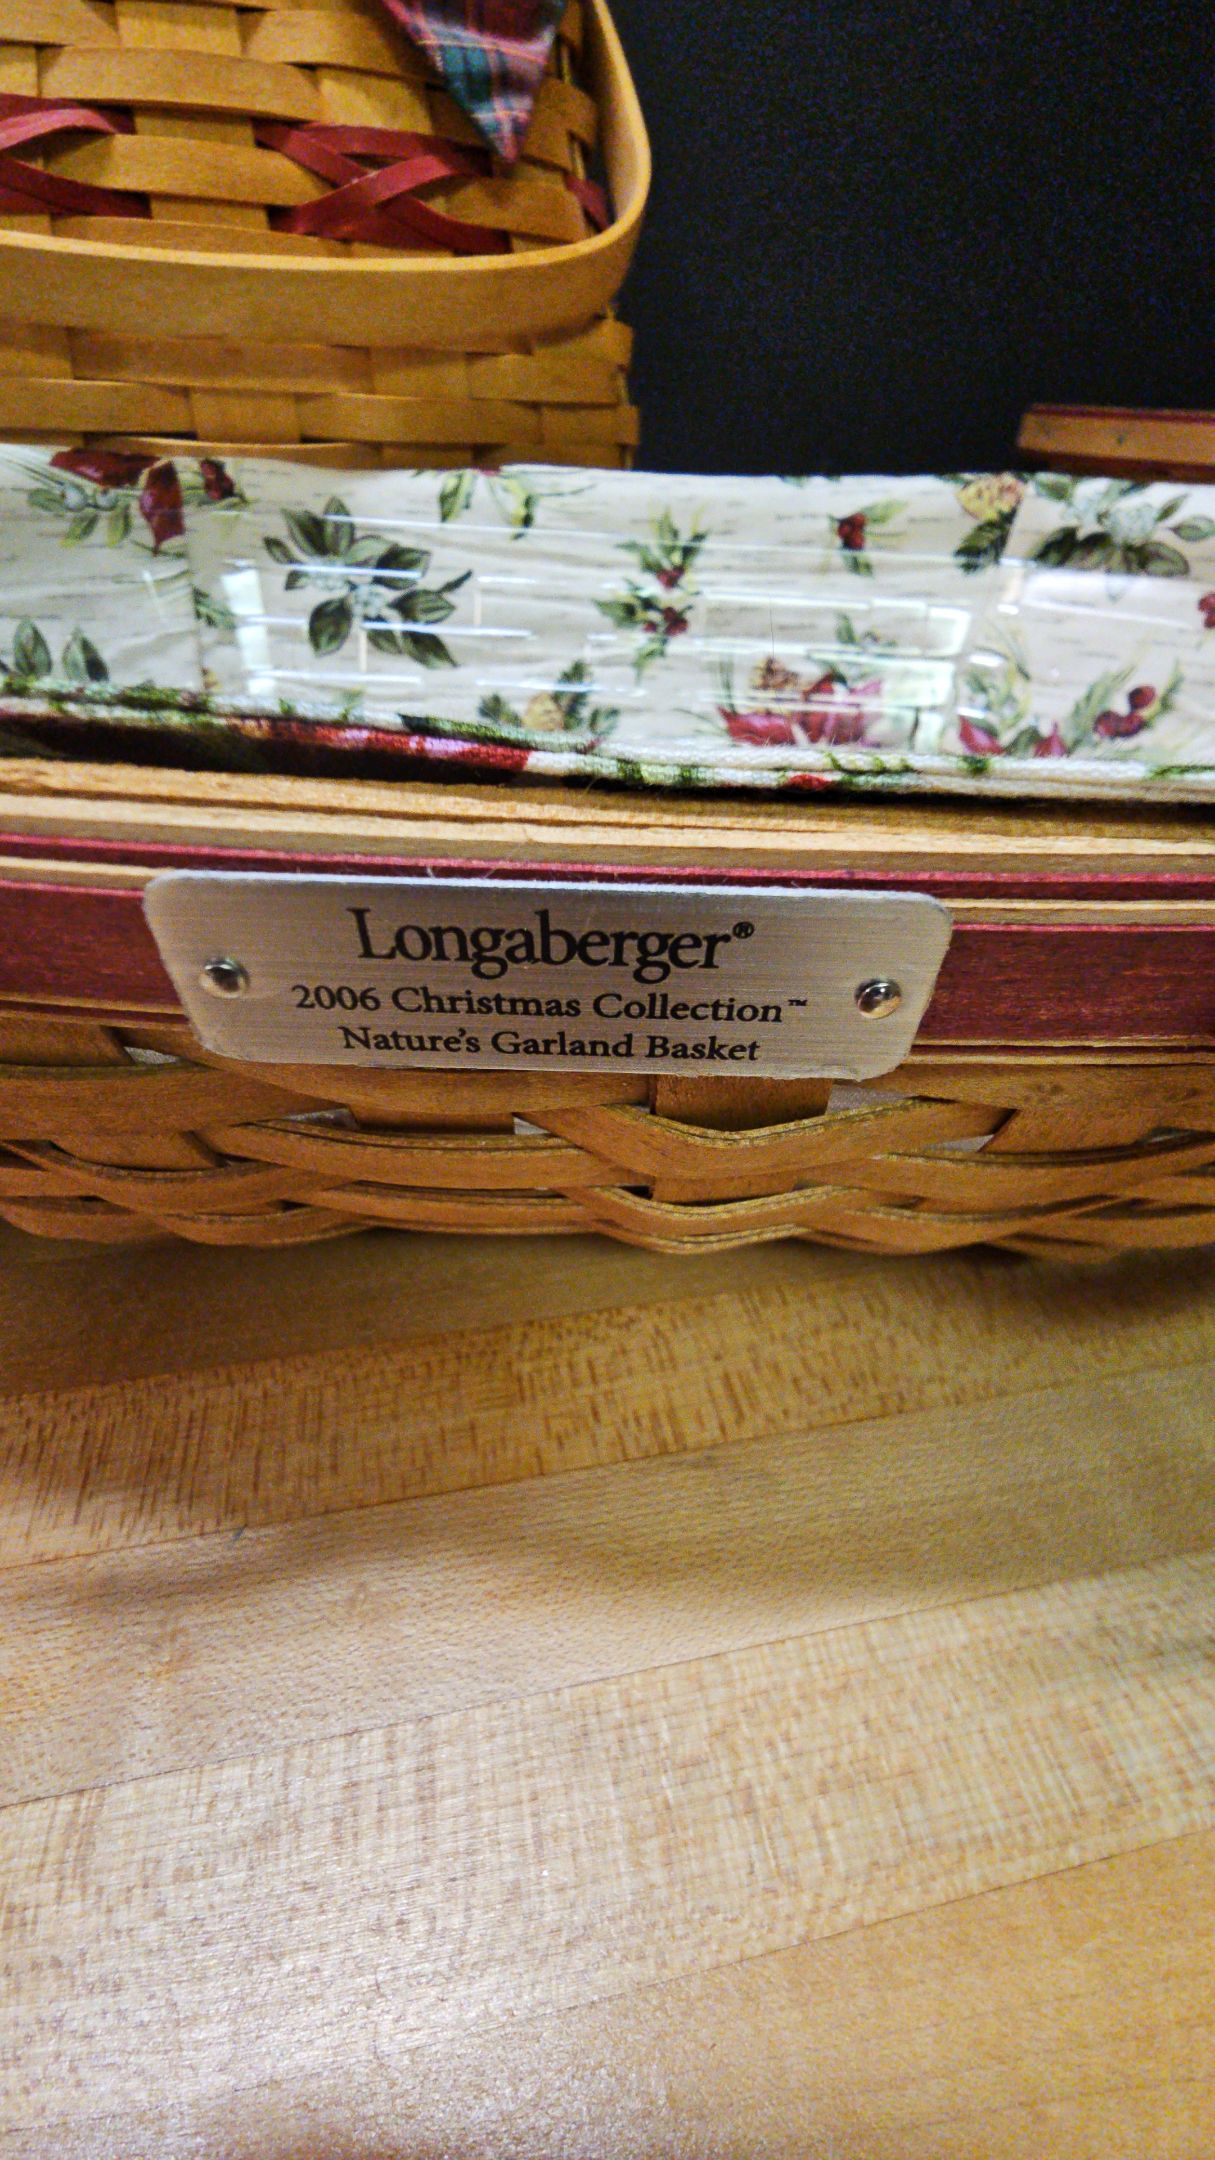 Longaberger®
2006 Christmas Collection™
Nature's Garland Basket